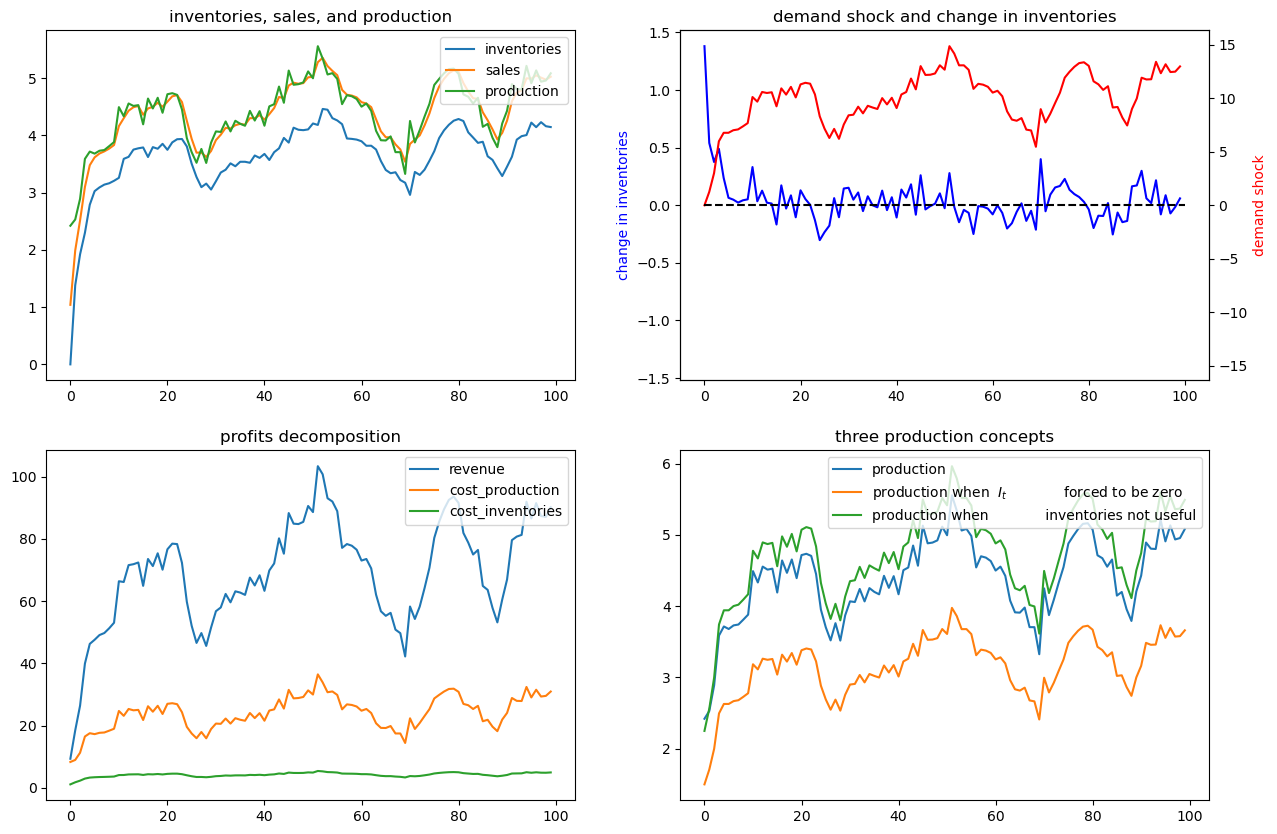 inventories, sales, and production
inventories
sales
production
5
4
3
2
1
0
0 20 40 60 80 100
demand shock and change in inventories
change in inventories
1.5
1.0
0.5
0.0
−0.5
−1.0
−1.5
15
10
5
0
−5
−10
−15
demand shock
0 20 40 60 80 100
profits decomposition
revenue
cost_production
cost_inventories
100
80
60
40
20
0
0 20 40 60 80 100
three production concepts
production
production when I_t forced to be zero
production when inventories not useful
6
5
4
3
2
0 20 40 60 80 100